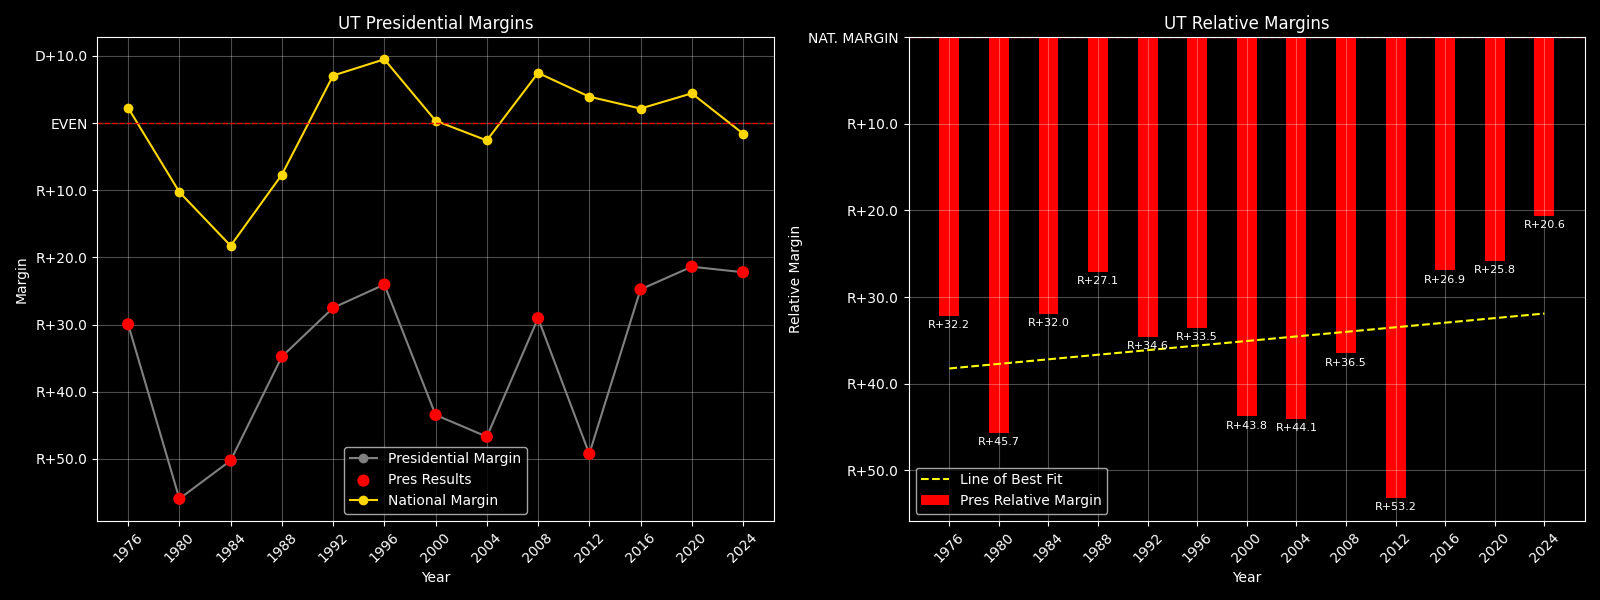 UT Presidential Margins
D+10.0
EVEN
R+10.0
R+20.0
R+30.0
R+40.0
R+50.0
Margin
Presidential Margin
Pres Results
National Margin
1976
1980
1984
1988
1992
1996
2000
2004
2008
2012
2016
2020
2024
Year
UT Relative Margins
NAT. MARGIN
R+10.0
R+20.0
R+30.0
R+40.0
R+50.0
Relative Margin
R+32.2
R+45.7
R+32.0
R+27.1
R+34.6
R+33.5
R+43.8
R+44.1
R+36.5
R+53.2
R+26.9
R+25.8
R+20.6
Line of Best Fit
Pres Relative Margin
1976
1980
1984
1988
1992
1996
2000
2004
2008
2012
2016
2020
2024
Year